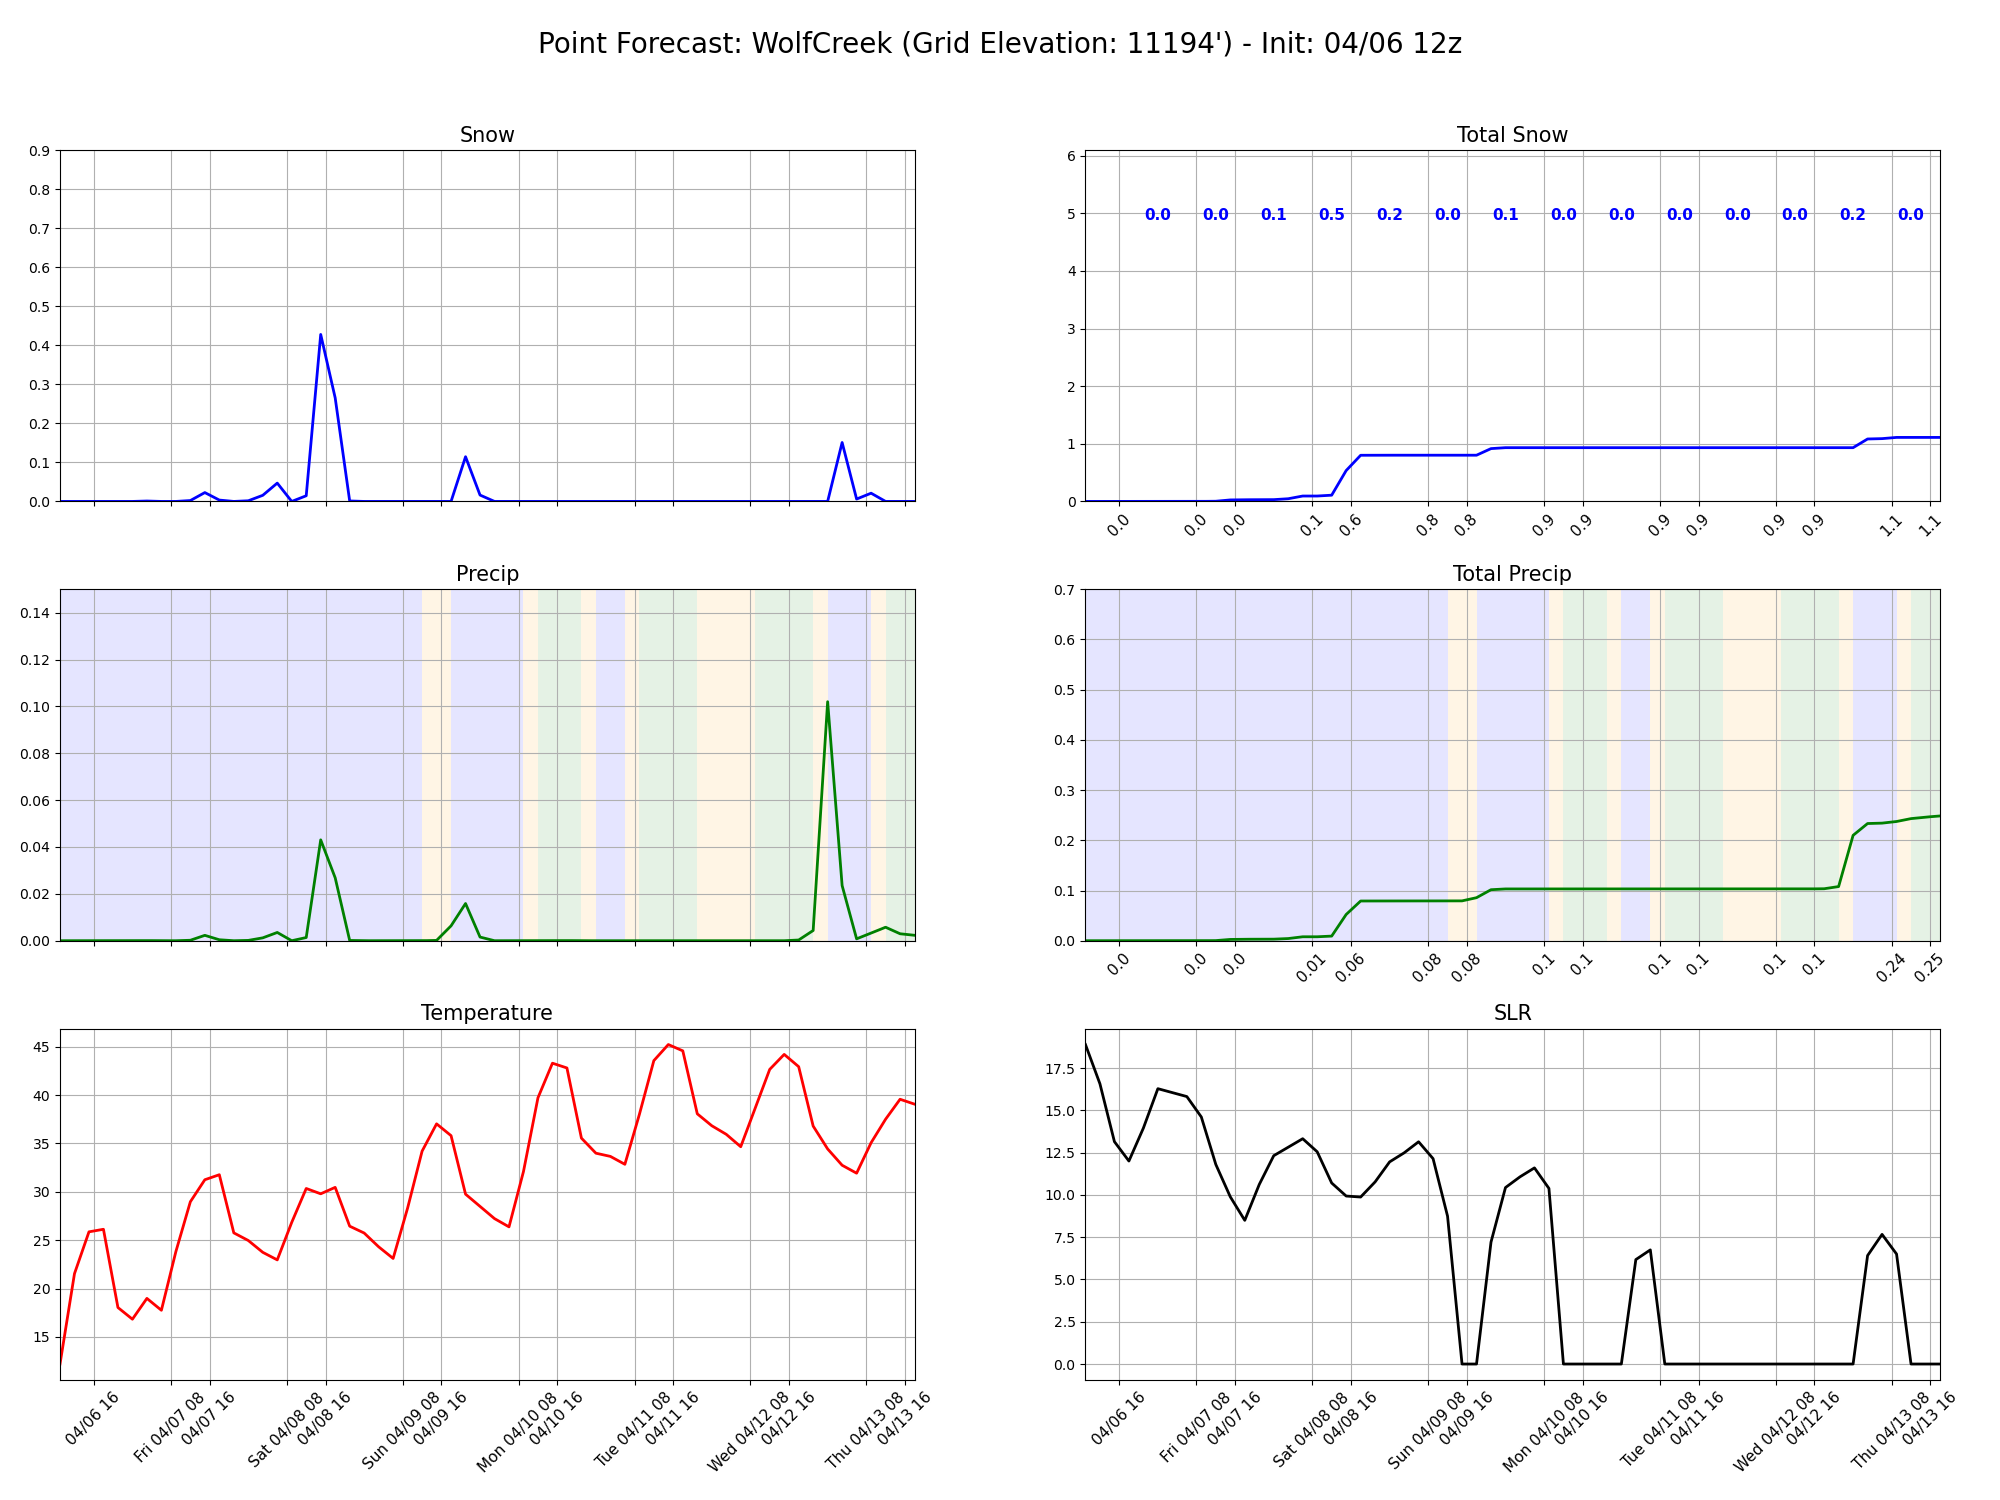 Point Forecast: WolfCreek (Grid Elevation: 11194') - Init: 04/06 12z
Snow
0.9
0.8
0.7
0.6
0.5
0.4
0.3
0.2
0.1
0.0
Total Snow
6
5
4
3
2
1
0
0.0 0.0 0.1 0.5 0.2 0.0 0.1 0.0 0.0 0.0 0.0 0.0 0.2 0.0
0.0 0.0 0.0 0.1 0.6 0.8 0.8 0.9 0.9 0.9 0.9 0.9 0.9 1.1 1.1
Precip
0.14
0.12
0.10
0.08
0.06
0.04
0.02
0.00
Total Precip
0.7
0.6
0.5
0.4
0.3
0.2
0.1
0.0
0.0 0.0 0.0 0.01 0.06 0.08 0.08 0.1 0.1 0.1 0.1 0.1 0.1 0.24 0.25
Temperature
45
40
35
30
25
20
15
04/06 16
Fri 04/07 08
04/07 16
Sat 04/08 08
04/08 16
Sun 04/09 08
04/09 16
Mon 04/10 08
04/10 16
Tue 04/11 08
04/11 16
Wed 04/12 08
04/12 16
Thu 04/13 08
04/13 16
SLR
17.5
15.0
12.5
10.0
7.5
5.0
2.5
0.0
04/06 16
Fri 04/07 08
04/07 16
Sat 04/08 08
04/08 16
Sun 04/09 08
04/09 16
Mon 04/10 08
04/10 16
Tue 04/11 08
04/11 16
Wed 04/12 08
04/12 16
Thu 04/13 08
04/13 16